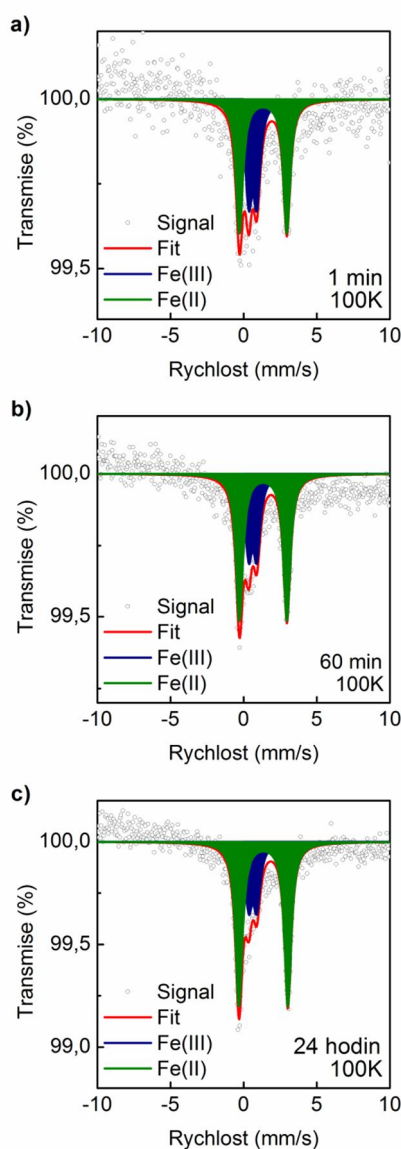 a)
100,0
99,5
Transmise (%)
Signal
Fit
Fe(III)
Fe(II)
1 min
100K
-10 -5 0 5 10
Rychlost (mm/s)
b)
100,0
99,5
Transmise (%)
Signal
Fit
Fe(III)
Fe(II)
60 min
100K
-10 -5 0 5 10
Rychlost (mm/s)
c)
100,0
99,5
99,0
Transmise (%)
Signal
Fit
Fe(III)
Fe(II)
24 hodin
100K
-10 -5 0 5 10
Rychlost (mm/s)